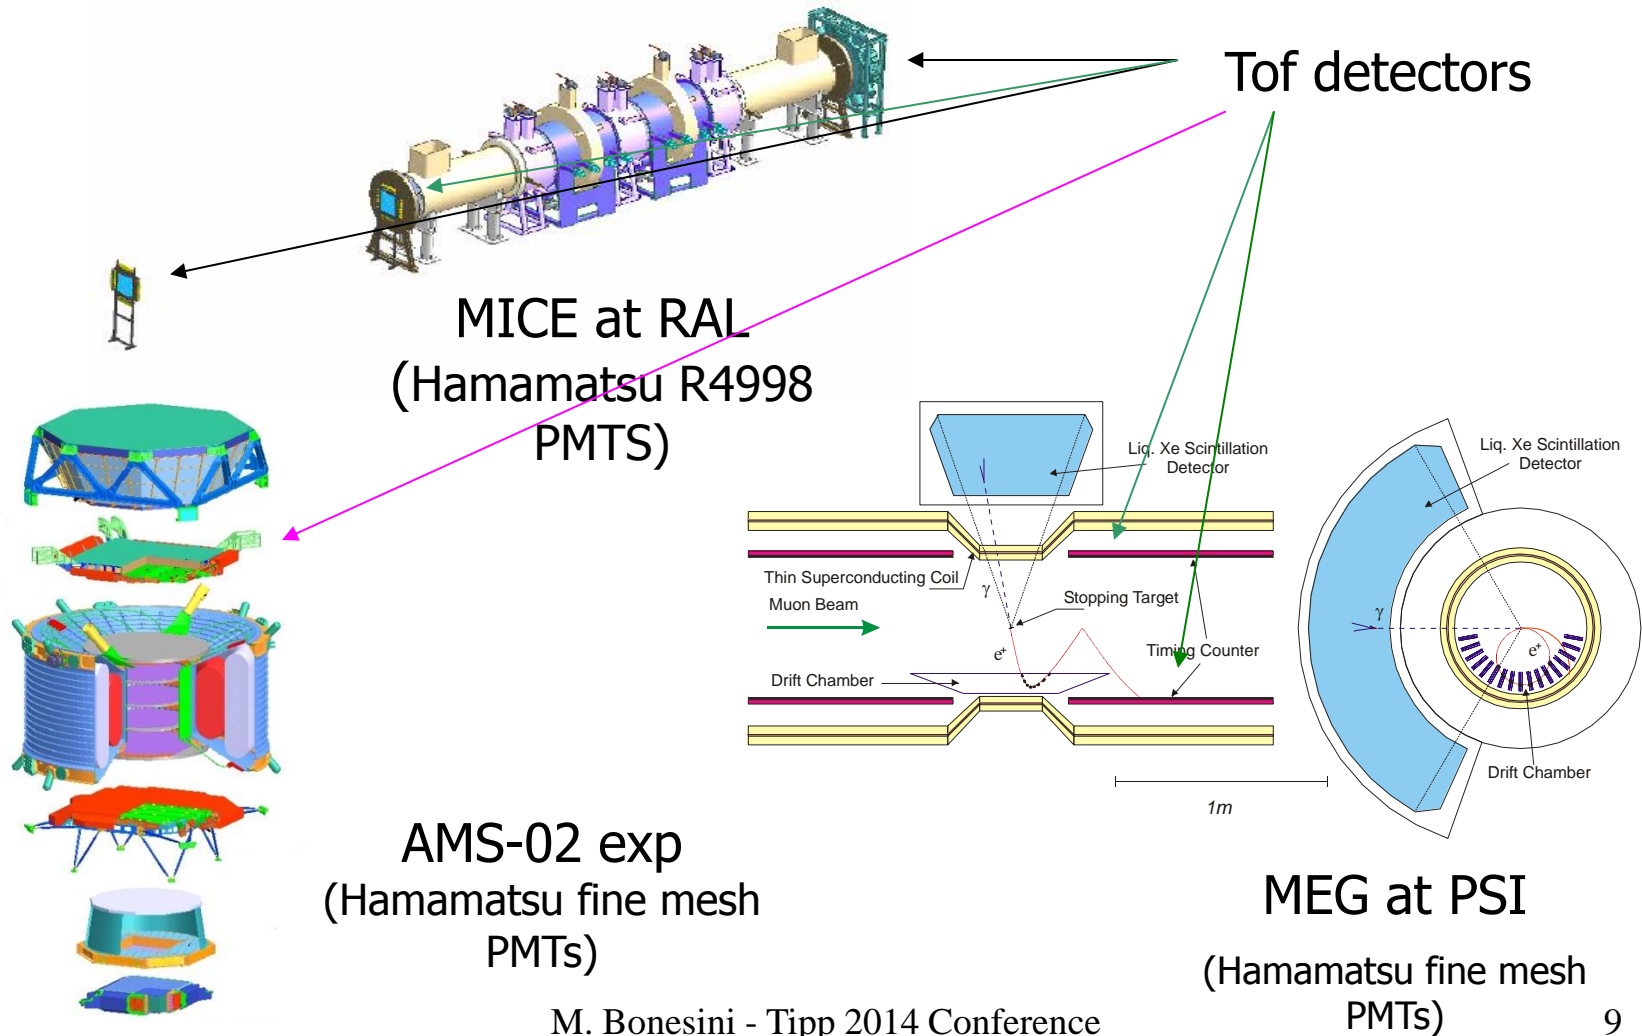 Tof detectors
MICE at RAL
(Hamamatsu R4998
PMTS)
Liq. Xe Scintillation
Detector
Liq. Xe Scintillation
Detector
Thin Superconducting Coil
γ
Stopping Target
Muon Beam
γ
e+
Timing Counter
e+
Drift Chamber
Drift Chamber
1m
AMS-02 exp
(Hamamatsu fine mesh
PMTs)
MEG at PSI
(Hamamatsu fine mesh
PMTs)
M. Bonesini - Tipp 2014 Conference
9